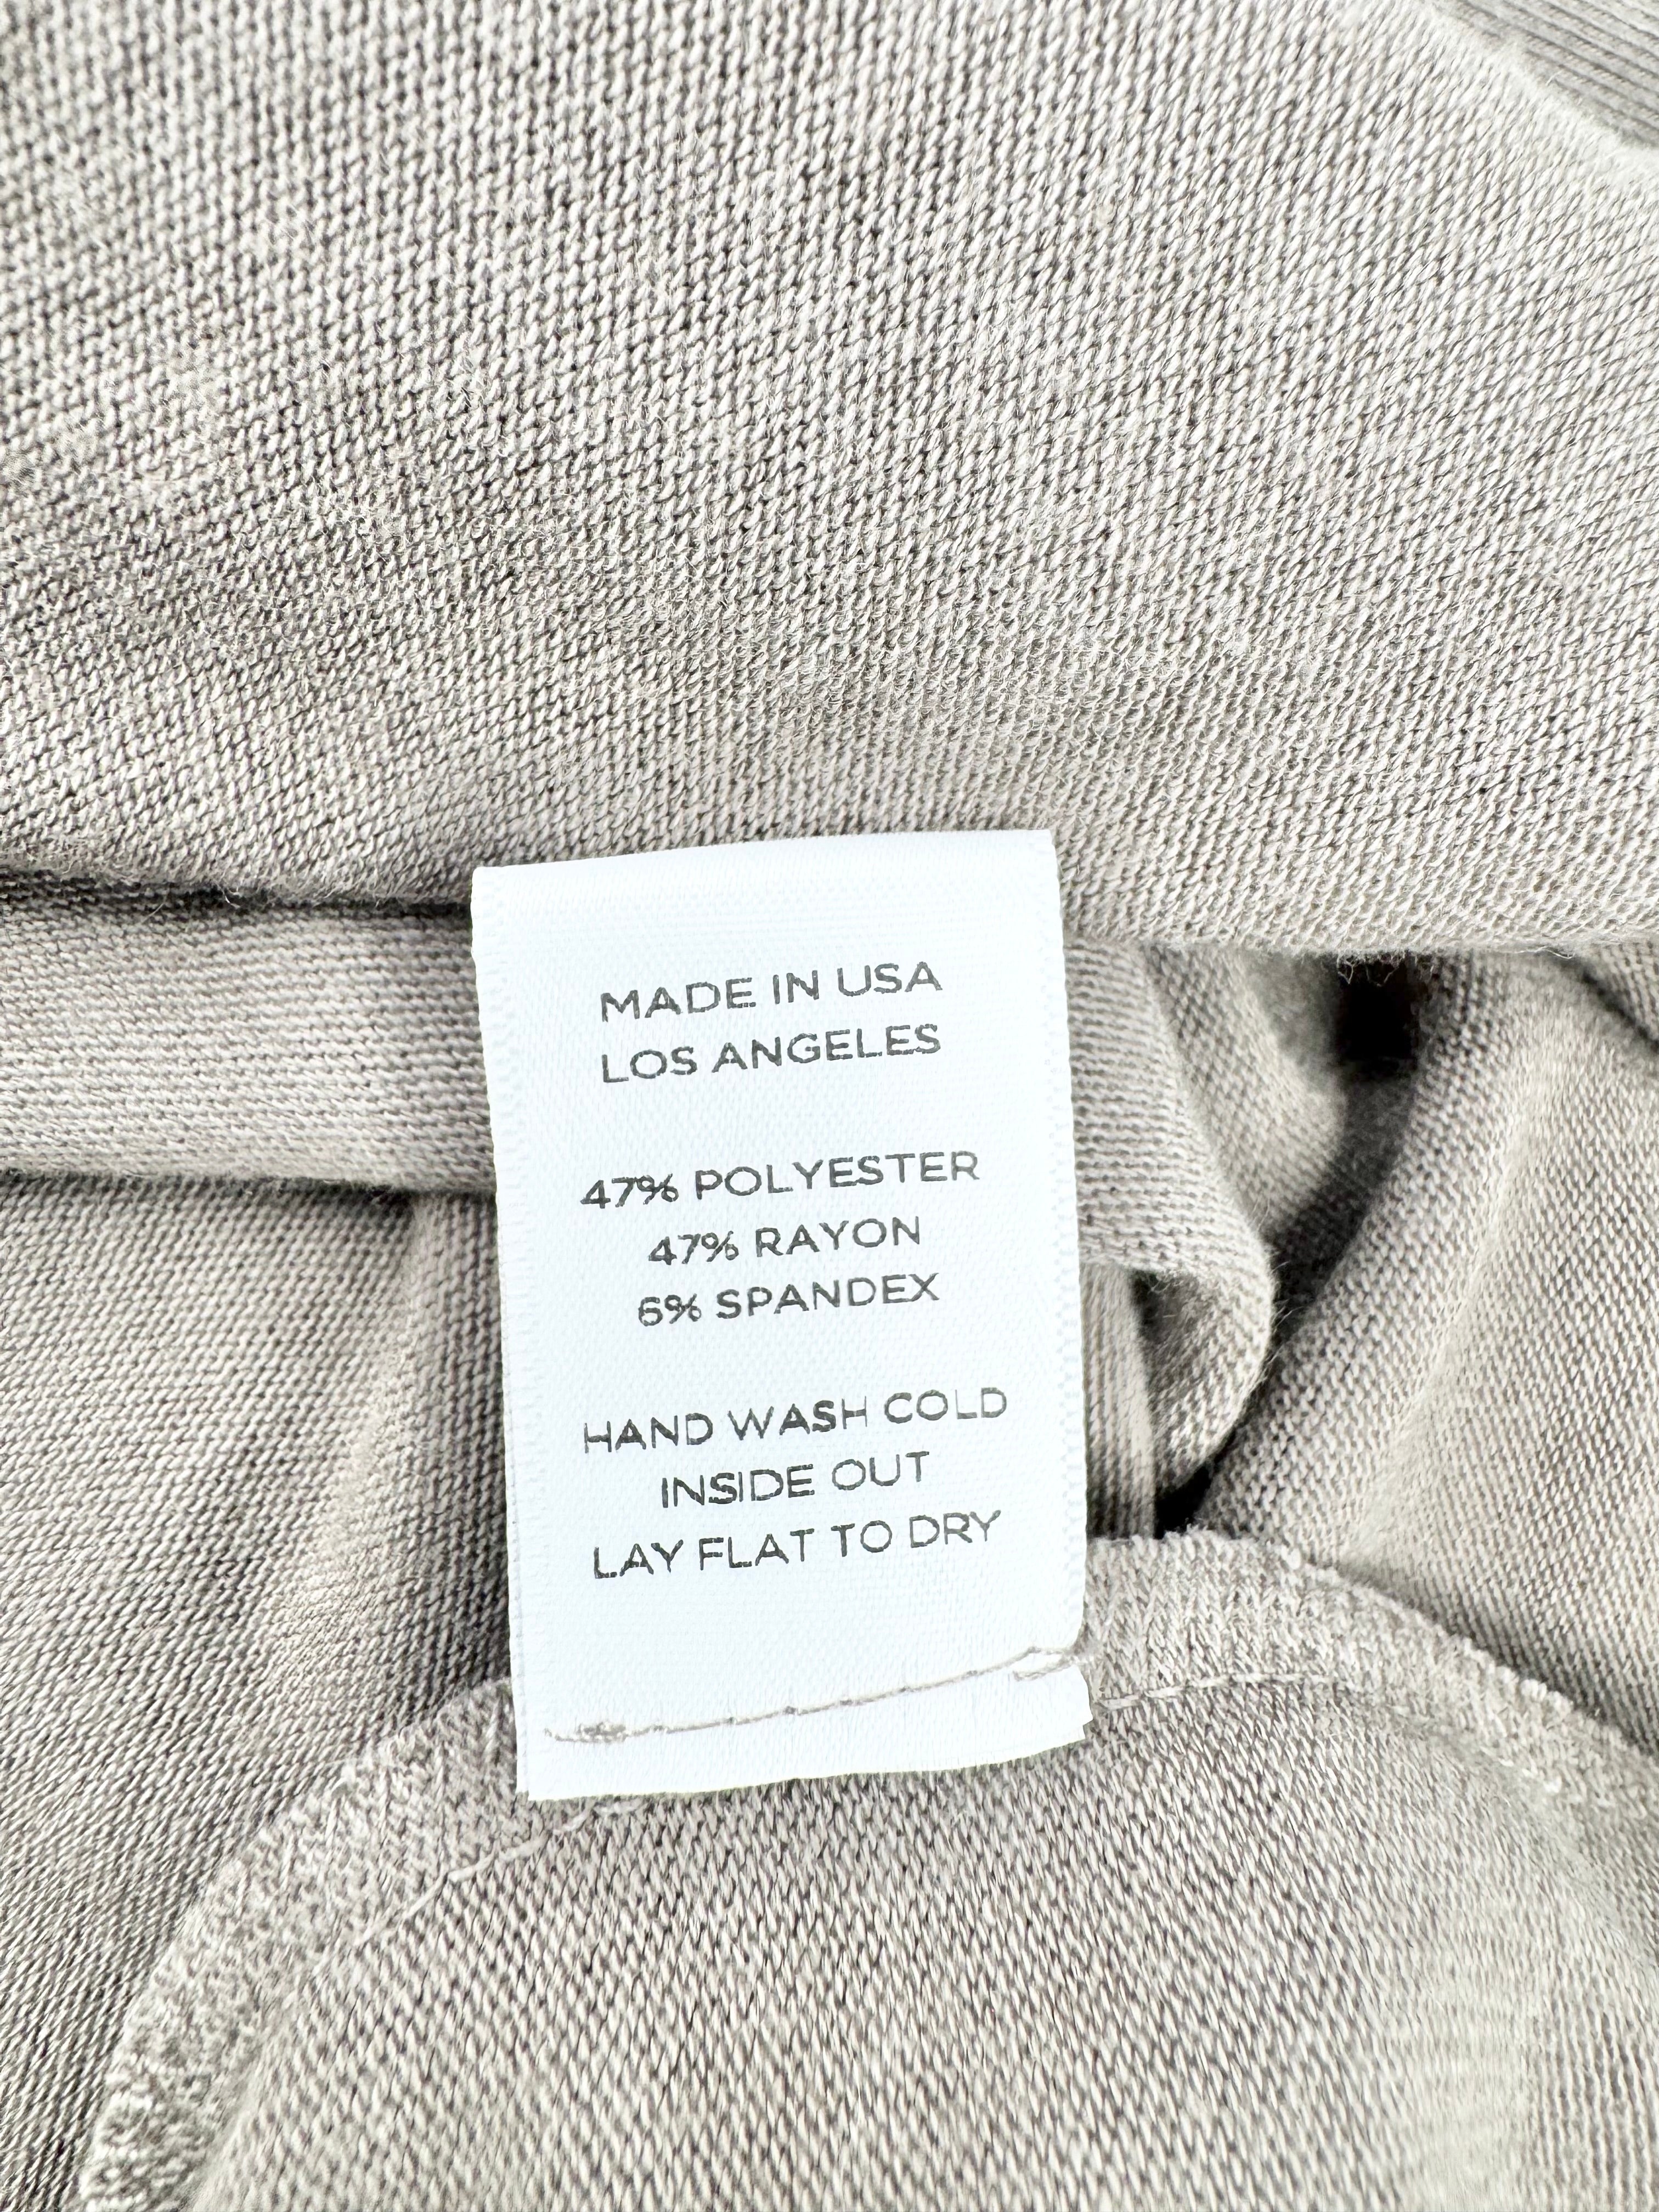 MADE IN USA
LOS ANGELES
47% POLYESTER
47% RAYON
6% SPANDEX
HAND WASH COLD
INSIDE OUT
LAY FLAT TO DRY